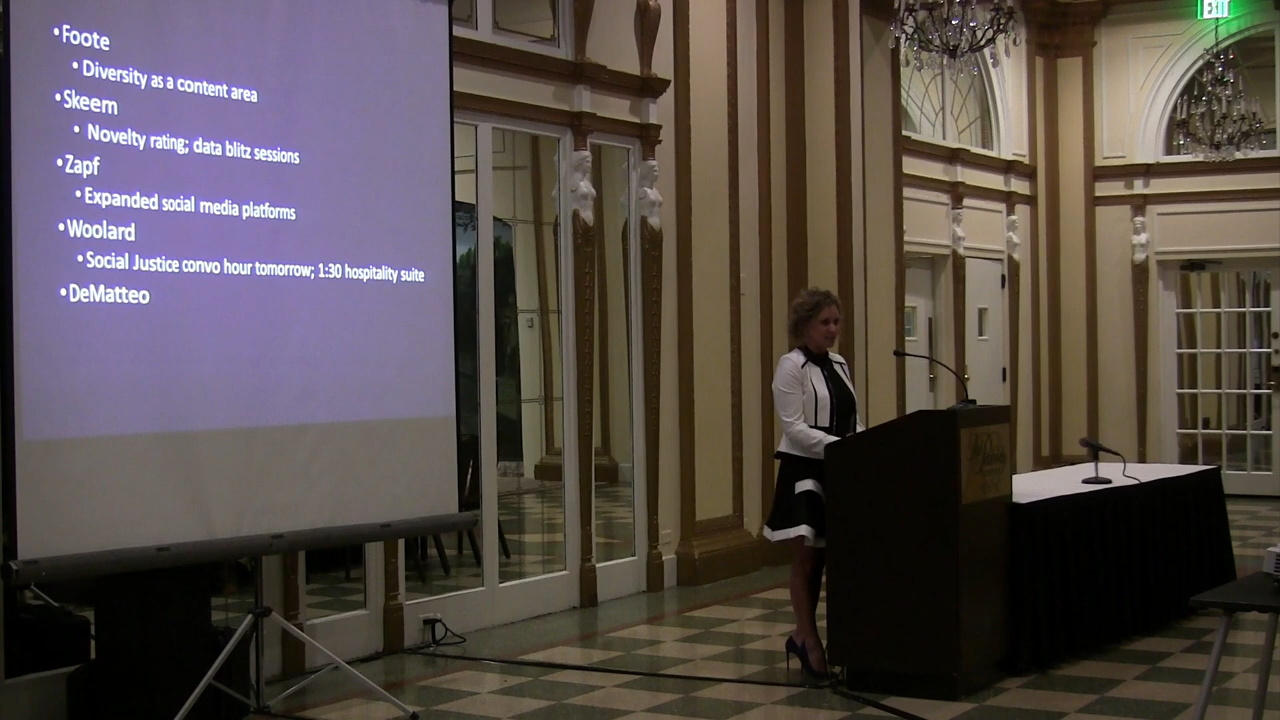 •Foote
• Diversity as a content area
•Skeem
• Novelty rating; data blitz sessions
•Zapf
• Expanded social media platforms
•Woolard
• Social Justice convo hour tomorrow; 1:30 hospitality suite
•DeMatteo
EXIT